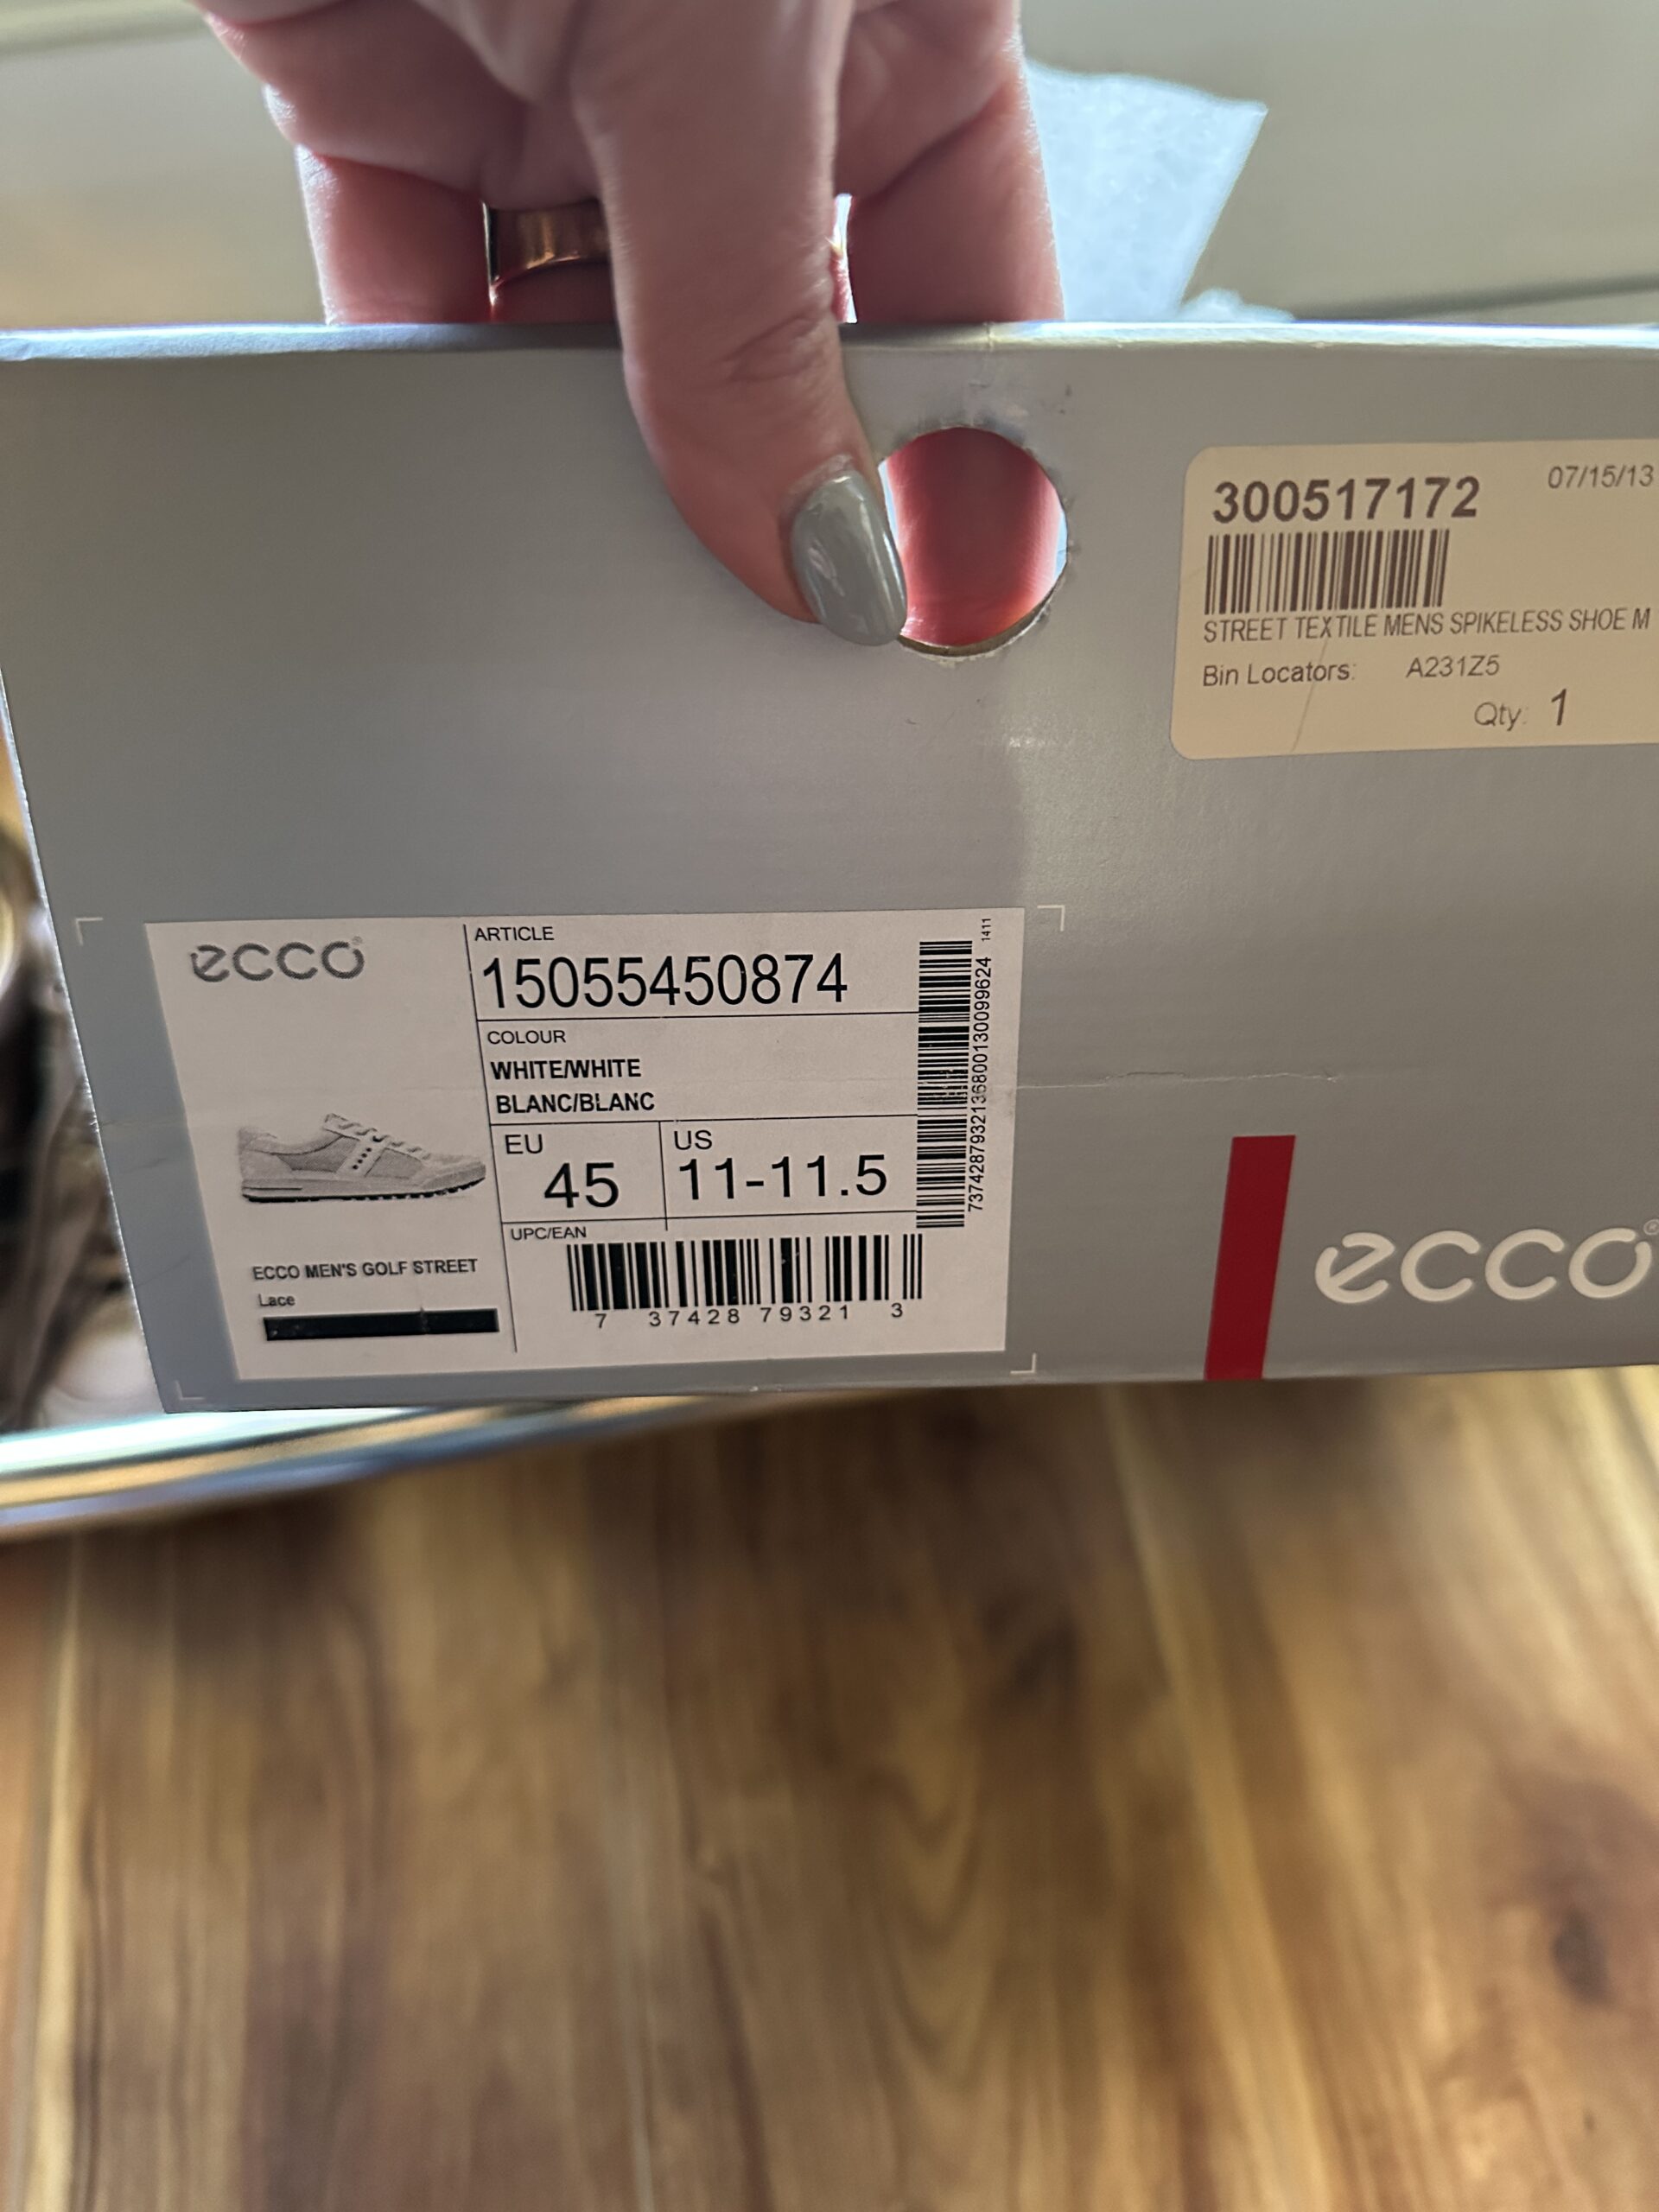 300517172
07/15/13
STREET TEXTILE MENS SPIKELESS SHOE M
Bin Locators: A231Z5
Qty: 1
ecco®
ARTICLE
15055450874
COLOUR
WHITE/WHITE
BLANC/BLANC
EU
45
US
11-11.5
UPC/EAN
7 37428 79321 3
ECCO MEN'S GOLF STREET
Lace
1411
7374287932136800130099624
ecco®